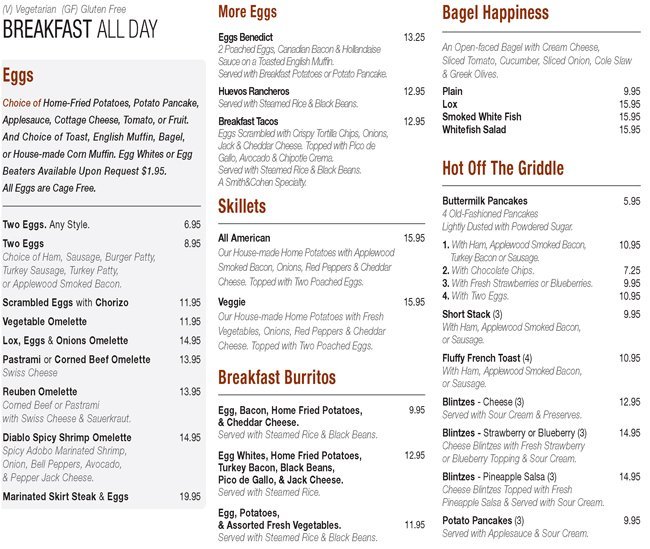 (V) Vegetarian (GF) Gluten Free
BREAKFAST ALL DAY
Eggs
Choice of Home-Fried Potatoes, Potato Pancake,
Applesauce, Cottage Cheese, Tomato, or Fruit.
And Choice of Toast, English Muffin, Bagel,
or House-made Corn Muffin. Egg Whites or Egg
Beaters Available Upon Request $1.95.
All Eggs are Cage Free.
Two Eggs. Any Style. 6.95
Two Eggs 8.95
Choice of Ham, Sausage, Burger Patty,
Turkey Sausage, Turkey Patty,
or Applewood Smoked Bacon.
Scrambled Eggs with Chorizo 11.95
Vegetable Omelette 11.95
Lox, Eggs & Onions Omelette 14.95
Pastrami or Corned Beef Omelette 13.95
Swiss Cheese
Reuben Omelette 13.95
Corned Beef or Pastrami
with Swiss Cheese & Sauerkraut.
Diablo Spicy Shrimp Omelette 14.95
Spicy Adobo Marinated Shrimp,
Onion, Bell Peppers, Avocado,
& Pepper Jack Cheese.
Marinated Skirt Steak & Eggs 19.95
More Eggs
Eggs Benedict 13.25
2 Poached Eggs, Canadian Bacon & Hollandaise
Sauce on a Toasted English Muffin.
Served with Breakfast Potatoes or Potato Pancake.
Huevos Rancheros 12.95
Served with Steamed Rice & Black Beans.
Breakfast Tacos 12.95
Eggs Scrambled with Crispy Tortilla Chips, Onions,
Jack & Cheddar Cheese. Topped with Pico de
Gallo, Avocado & Chipotle Crema.
Served with Steamed Rice & Black Beans.
A Smith&Cohen Specialty.
Skillets
All American 15.95
Our House-made Home Potatoes with Applewood
Smoked Bacon, Onions, Red Peppers & Cheddar
Cheese. Topped with Two Poached Eggs.
Veggie 15.95
Our House-made Home Potatoes with Fresh
Vegetables, Onions, Red Peppers & Cheddar
Cheese. Topped with Two Poached Eggs.
Breakfast Burritos
Egg, Bacon, Home Fried Potatoes, 9.95
& Cheddar Cheese.
Served with Steamed Rice & Black Beans.
Egg Whites, Home Fried Potatoes, 12.95
Turkey Bacon, Black Beans,
Pico de Gallo, & Jack Cheese.
Served with Steamed Rice.
Egg, Potatoes,
& Assorted Fresh Vegetables. 11.95
Served with Steamed Rice & Black Beans.
Bagel Happiness
An Open-faced Bagel with Cream Cheese,
Sliced Tomato, Cucumber, Sliced Onion, Cole Slaw
& Greek Olives.
Plain 9.95
Lox 15.95
Smoked White Fish 15.95
Whitefish Salad 15.95
Hot Off The Griddle
Buttermilk Pancakes 5.95
4 Old-Fashioned Pancakes
Lightly Dusted with Powdered Sugar.
1. With Ham, Applewood Smoked Bacon, 10.95
Turkey Bacon or Sausage.
2. With Chocolate Chips. 7.25
3. With Fresh Strawberries or Blueberries. 9.95
4. With Two Eggs. 10.95
Short Stack (3) 9.95
With Ham, Applewood Smoked Bacon,
or Sausage.
Fluffy French Toast (4) 10.95
With Ham, Applewood Smoked Bacon,
or Sausage.
Blintzes - Cheese (3) 12.95
Served with Sour Cream & Preserves.
Blintzes - Strawberry or Blueberry (3) 14.95
Cheese Blintzes with Fresh Strawberry
or Blueberry Topping & Sour Cream.
Blintzes - Pineapple Salsa (3) 14.95
Cheese Blintzes Topped with Fresh
Pineapple Salsa & Served with Sour Cream.
Potato Pancakes (3) 9.95
Served with Applesauce & Sour Cream.